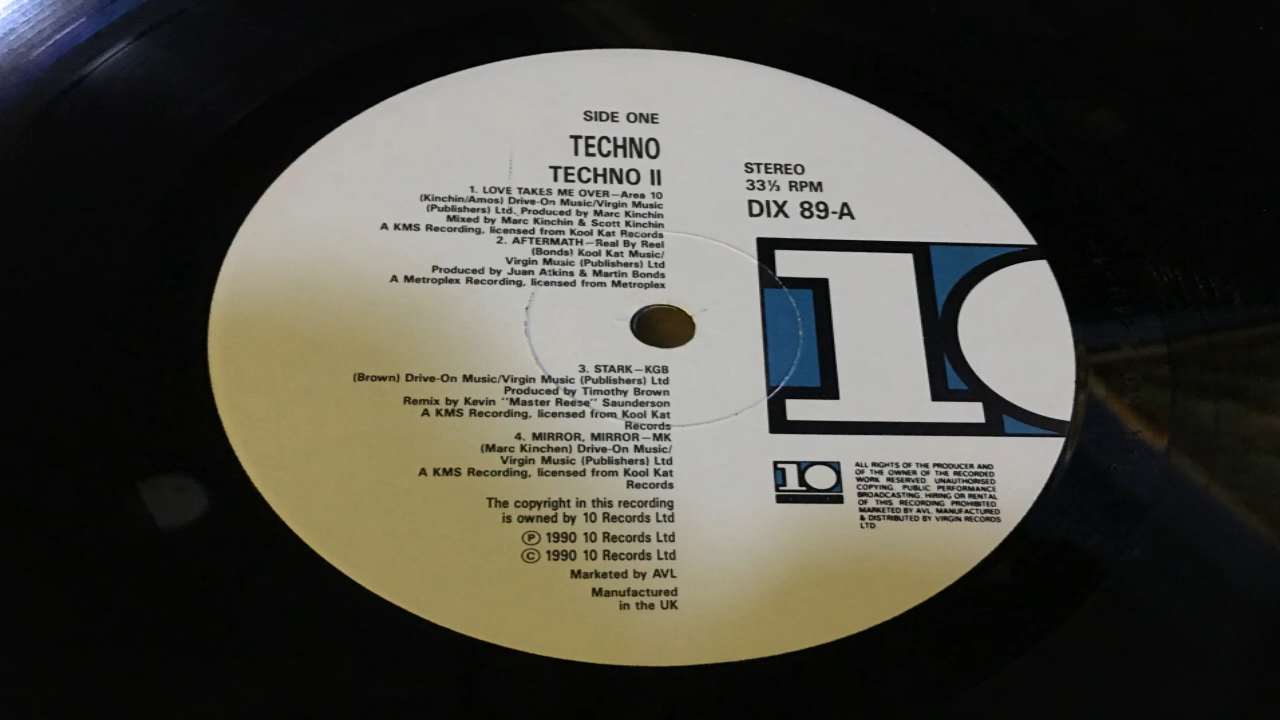 SIDE ONE
TECHNO
TECHNO II
1. LOVE TAKES ME OVER—Area 10
(Kinchin/Amos) Drive-On Music/Virgin Music
(Publishers) Ltd. Produced by Marc Kinchin
Mixed by Marc Kinchin & Scott Kinchin
A KMS Recording, licensed from Kool Kat Records
2. AFTERMATH—Real By Reel
(Bonds) Kool Kat Music/
Virgin Music (Publishers) Ltd
Produced by Juan Atkins & Martin Bonds
A Metroplex Recording, licensed from Metroplex
3. STARK—KGB
(Brown) Drive-On Music/Virgin Music (Publishers) Ltd
Produced by Timothy Brown
Remix by Kevin "Master Reese" Saunderson
A KMS Recording, licensed from Kool Kat
Records
4. MIRROR, MIRROR—MK
(Marc Kinchen) Drive-On Music/
Virgin Music (Publishers) Ltd
A KMS Recording, licensed from Kool Kat
Records
The copyright in this recording
is owned by 10 Records Ltd
Ⓟ 1990 10 Records Ltd
© 1990 10 Records Ltd
Marketed by AVL
Manufactured
in the UK
STEREO
33⅓ RPM
DIX 89-A
10
10
ALL RIGHTS OF THE PRODUCER AND
OF THE OWNER OF THE RECORDED
WORK RESERVED UNAUTHORISED
COPYING PUBLIC PERFORMANCE
BROADCASTING, HIRING OR RENTAL
OF THIS RECORDING PROHIBITED
MARKETED BY AVL. MANUFACTURED
& DISTRIBUTED BY VIRGIN RECORDS
LTD.